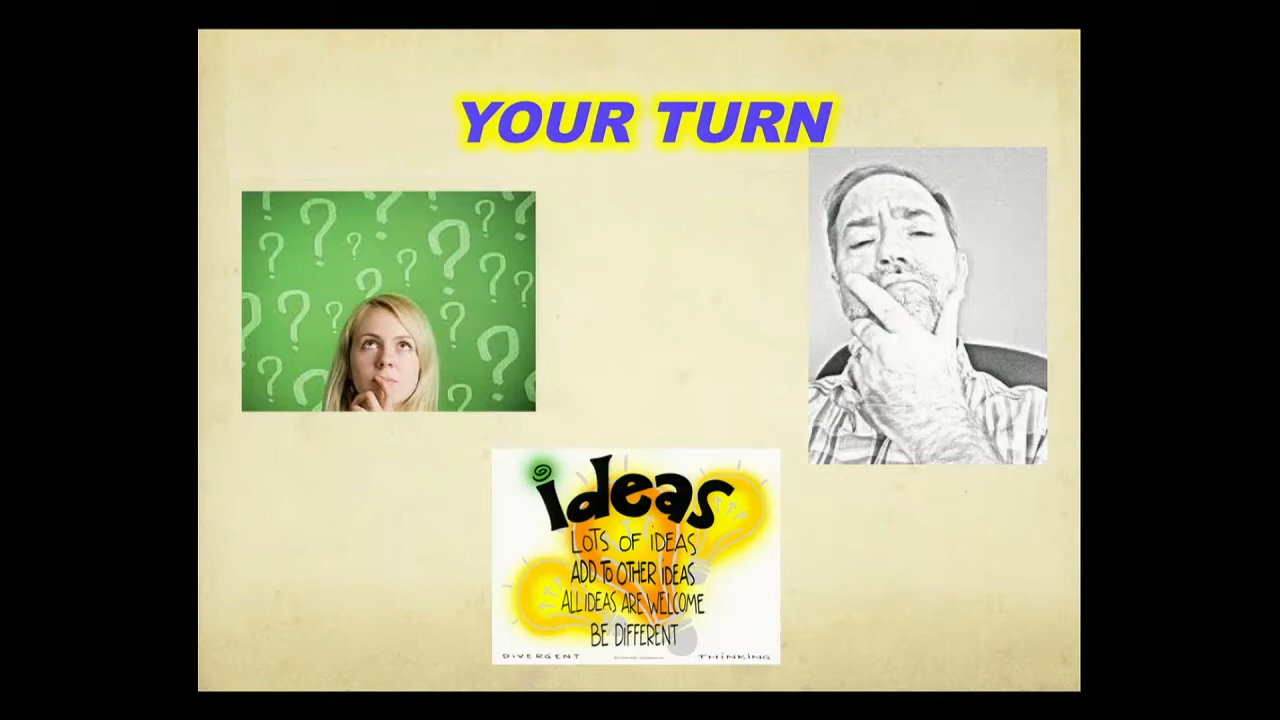 YOUR TURN
ideas
LOTS OF iDEAS
ADD TO OTHER IDEAS
ALL IDEAS ARE WELCOME
BE DIFFERENT
DIVERGENT THINKING